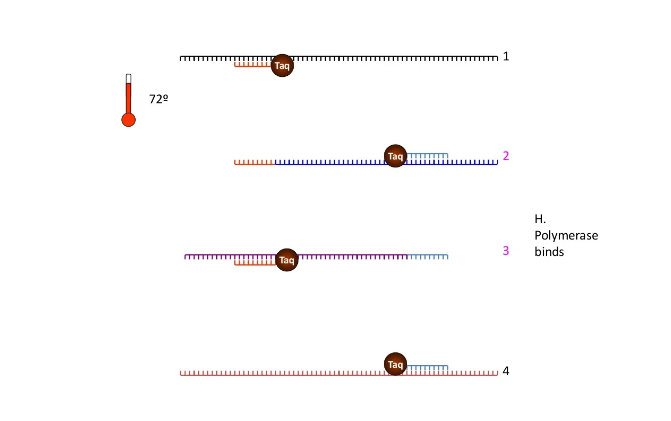 1
Taq
72º
Taq
2
H.
Polymerase
binds
3
Taq
Taq
4